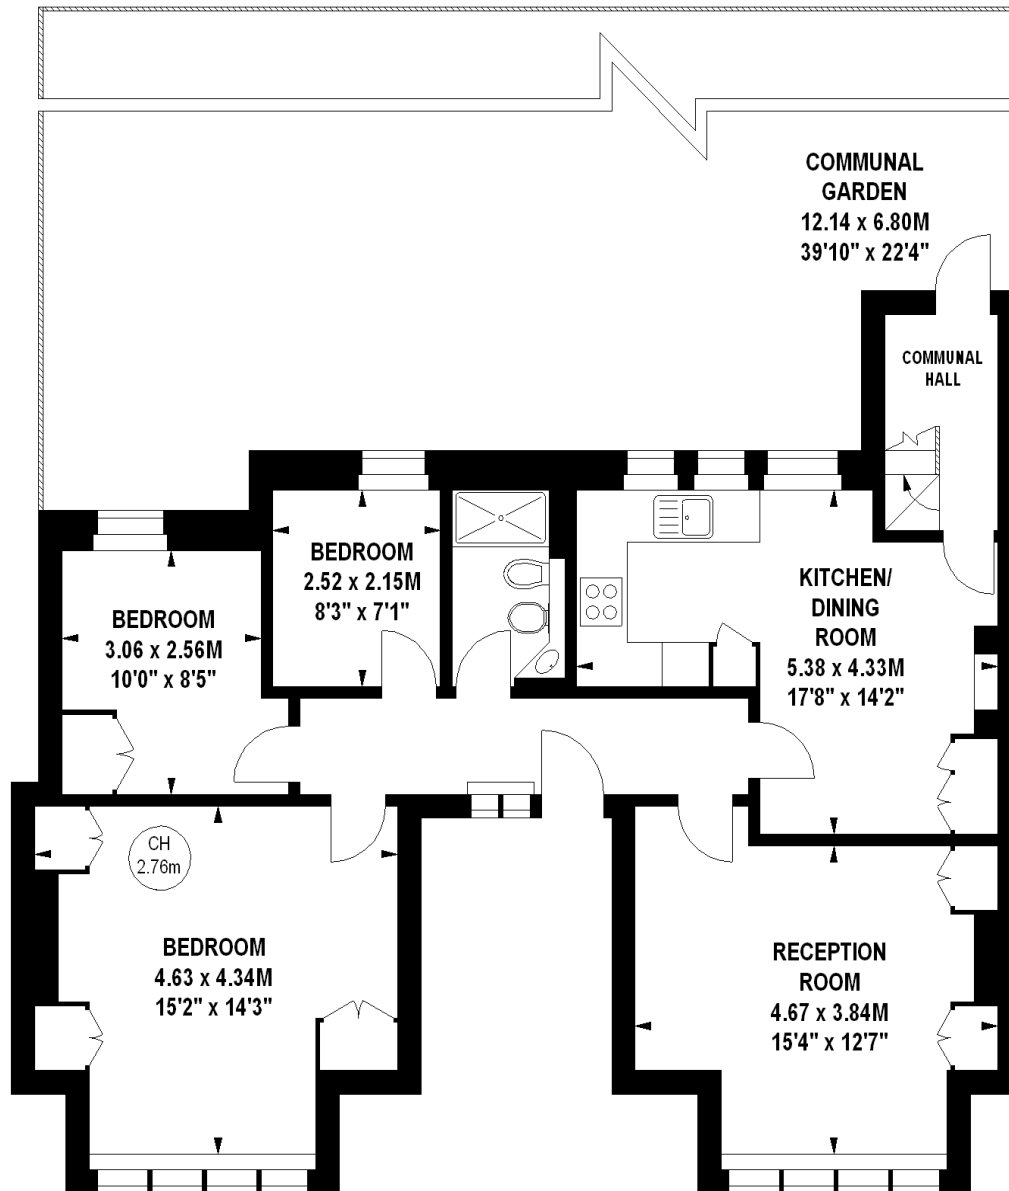 COMMUNAL
GARDEN
12.14 x 6.80M
39'10" x 22'4"
COMMUNAL
HALL
BEDROOM
2.52 x 2.15M
8'3" x 7'1"
KITCHEN/
DINING
ROOM
5.38 x 4.33M
17'8" x 14'2"
BEDROOM
3.06 x 2.56M
10'0" x 8'5"
CH
2.76m
BEDROOM
4.63 x 4.34M
15'2" x 14'3"
RECEPTION
ROOM
4.67 x 3.84M
15'4" x 12'7"